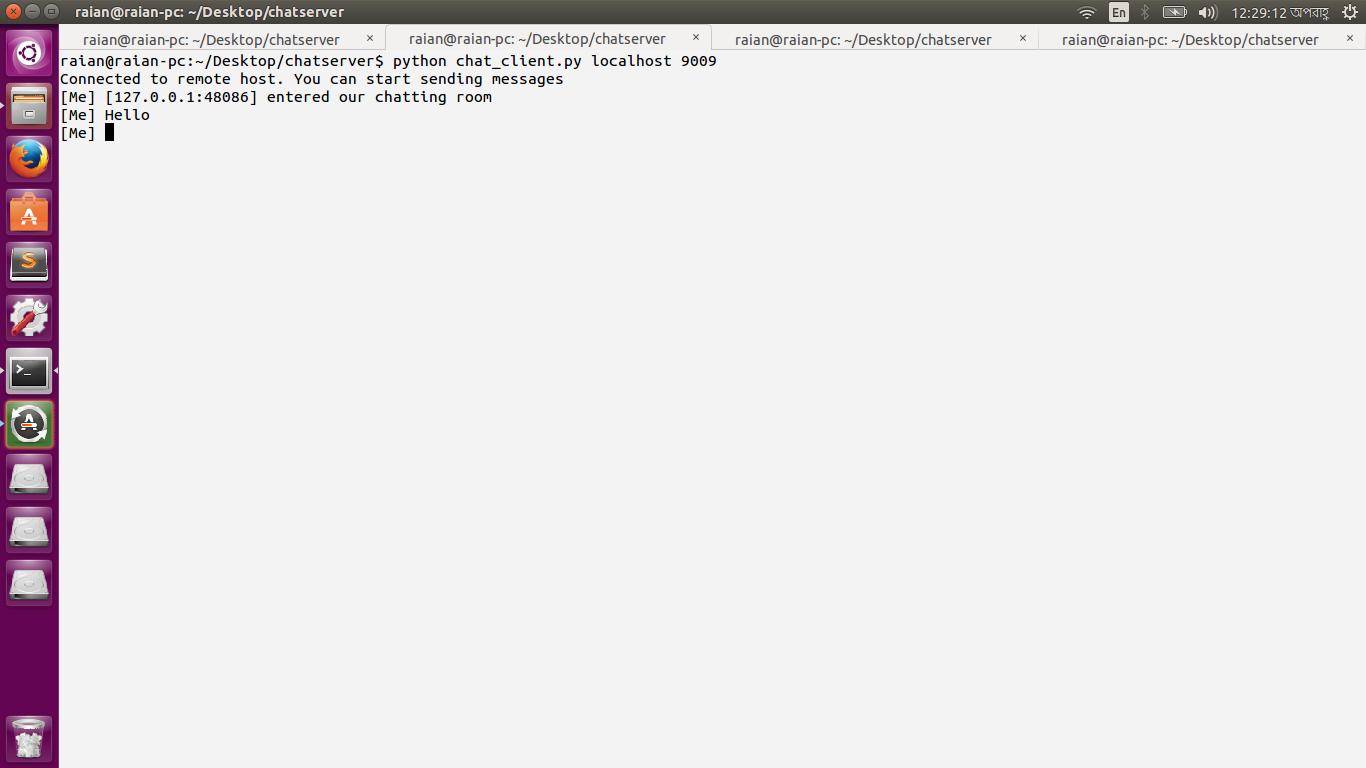 raian@raian-pc: ~/Desktop/chatserver
En
12:29:12 অপরাহ্ণ
raian@raian-pc: ~/Desktop/chatserver × raian@raian-pc: ~/Desktop/chatserver × raian@raian-pc: ~/Desktop/chatserver × raian@raian-pc: ~/Desktop/chatserver ×
raian@raian-pc:~/Desktop/chatserver$ python chat_client.py localhost 9009
Connected to remote host. You can start sending messages
[Me] [127.0.0.1:48086] entered our chatting room
[Me] Hello
[Me]